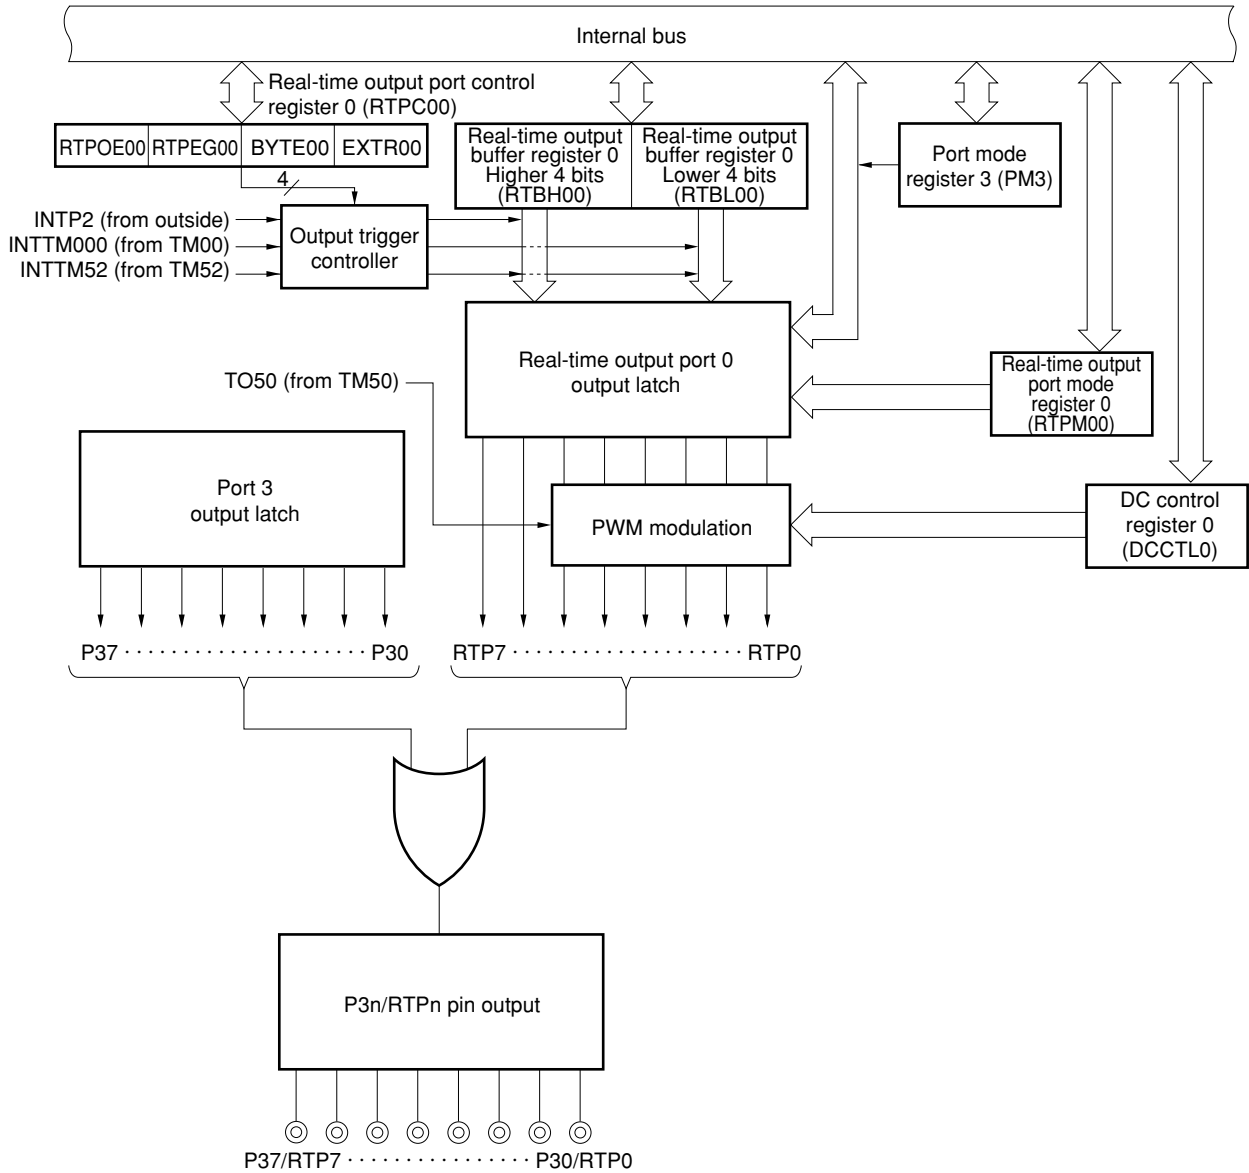 Internal bus
Real-time output port control
register 0 (RTPC00)
RTPOE00 RTPEG00 BYTE00 EXTR00
Real-time output
buffer register 0
Higher 4 bits
(RTBH00)
Real-time output
buffer register 0
Lower 4 bits
(RTBL00)
Port mode
register 3 (PM3)
4
INTP2 (from outside)
INTTM000 (from TM00)
INTTM52 (from TM52)
Output trigger
controller
Real-time output port 0
output latch
TO50 (from TM50)
Real-time output
port mode
register 0
(RTPM00)
Port 3
output latch
PWM modulation
DC control
register 0
(DCCTL0)
P37 · · · · · · · · · · · · · · · · · · · · · P30
RTP7 · · · · · · · · · · · · · · · · · · · · RTP0
P3n/RTPn pin output
P37/RTP7 · · · · · · · · · · · · · · · · P30/RTP0